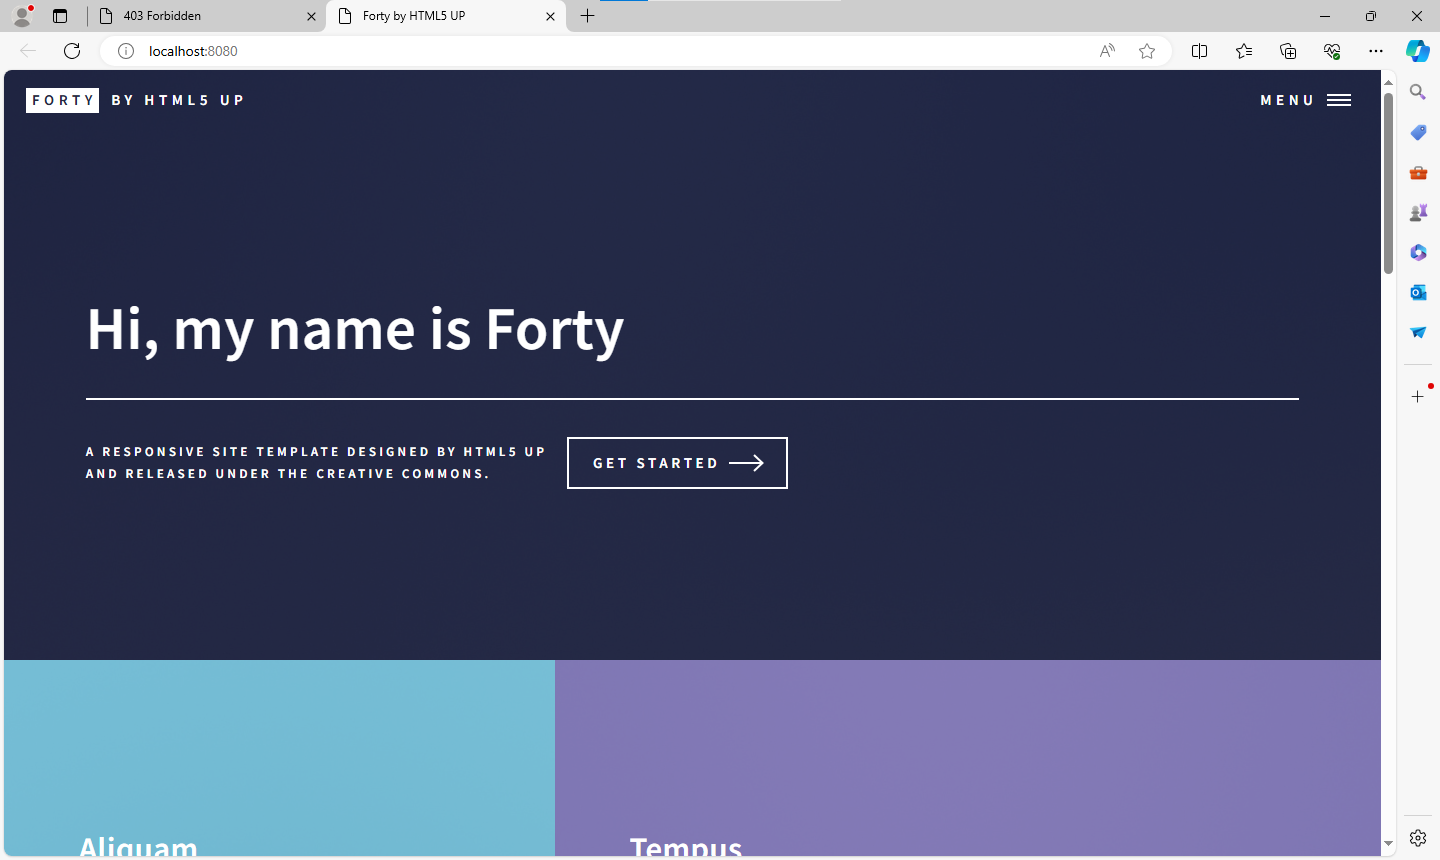 403 Forbidden
Forty by HTML5 UP
localhost:8080
FORTY BY HTML5 UP
MENU
Hi, my name is Forty
A RESPONSIVE SITE TEMPLATE DESIGNED BY HTML5 UP
AND RELEASED UNDER THE CREATIVE COMMONS.
GET STARTED
Aliquam
Tempus